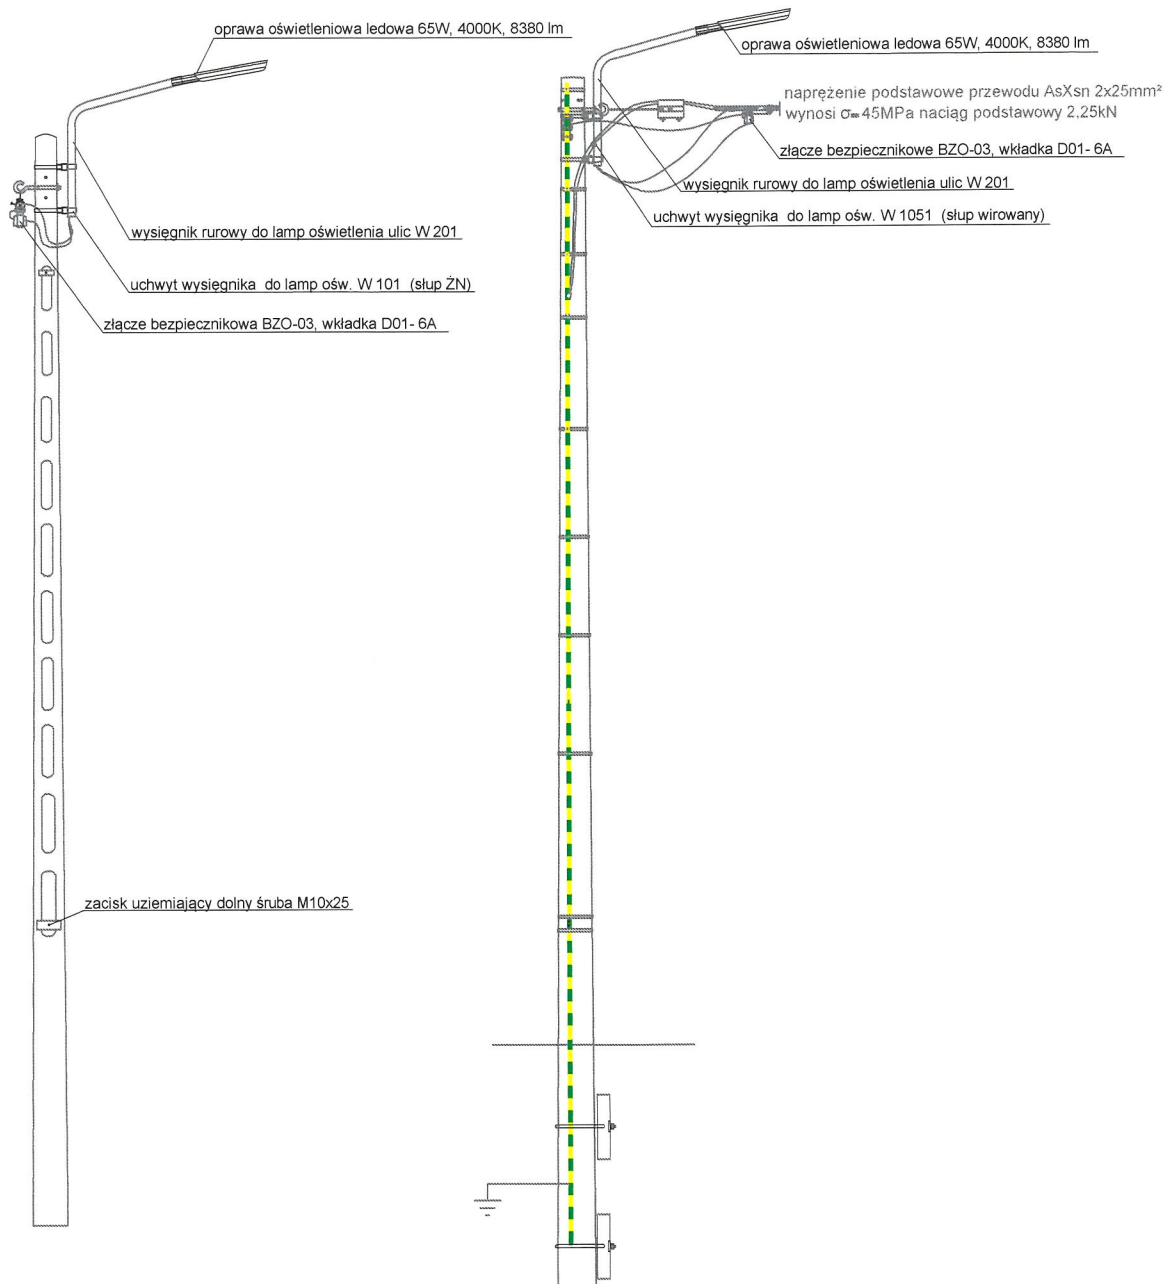 oprawa oświetleniowa ledowa 65W, 4000K, 8380 lm
wysięgnik rurowy do lamp oświetlenia ulic W 201
uchwyt wysięgnika do lamp ośw. W 101 (słup ŻN)
złącze bezpiecznikowa BZO-03, wkładka D01- 6A
zacisk uziemiający dolny śruba M10x25
oprawa oświetleniowa ledowa 65W, 4000K, 8380 lm
naprężenie podstawowe przewodu AsXsn 2x25mm²
wynosi σ= 45MPa naciąg podstawowy 2,25kN
złącze bezpiecznikowe BZO-03, wkładka D01- 6A
wysięgnik rurowy do lamp oświetlenia ulic W 201
uchwyt wysięgnika do lamp ośw. W 1051 (słup wirowany)